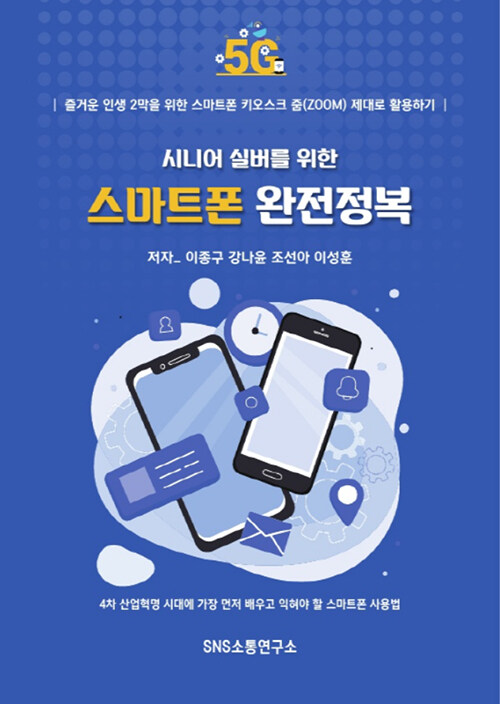 5G
| 즐거운 인생 2막을 위한 스마트폰 키오스크 줌(ZOOM) 제대로 활용하기 |
시니어 실버를 위한
스마트폰 완전정복
저자_ 이종구 강나윤 조선아 이성훈
4차 산업혁명 시대에 가장 먼저 배우고 익혀야 할 스마트폰 사용법
SNS소통연구소